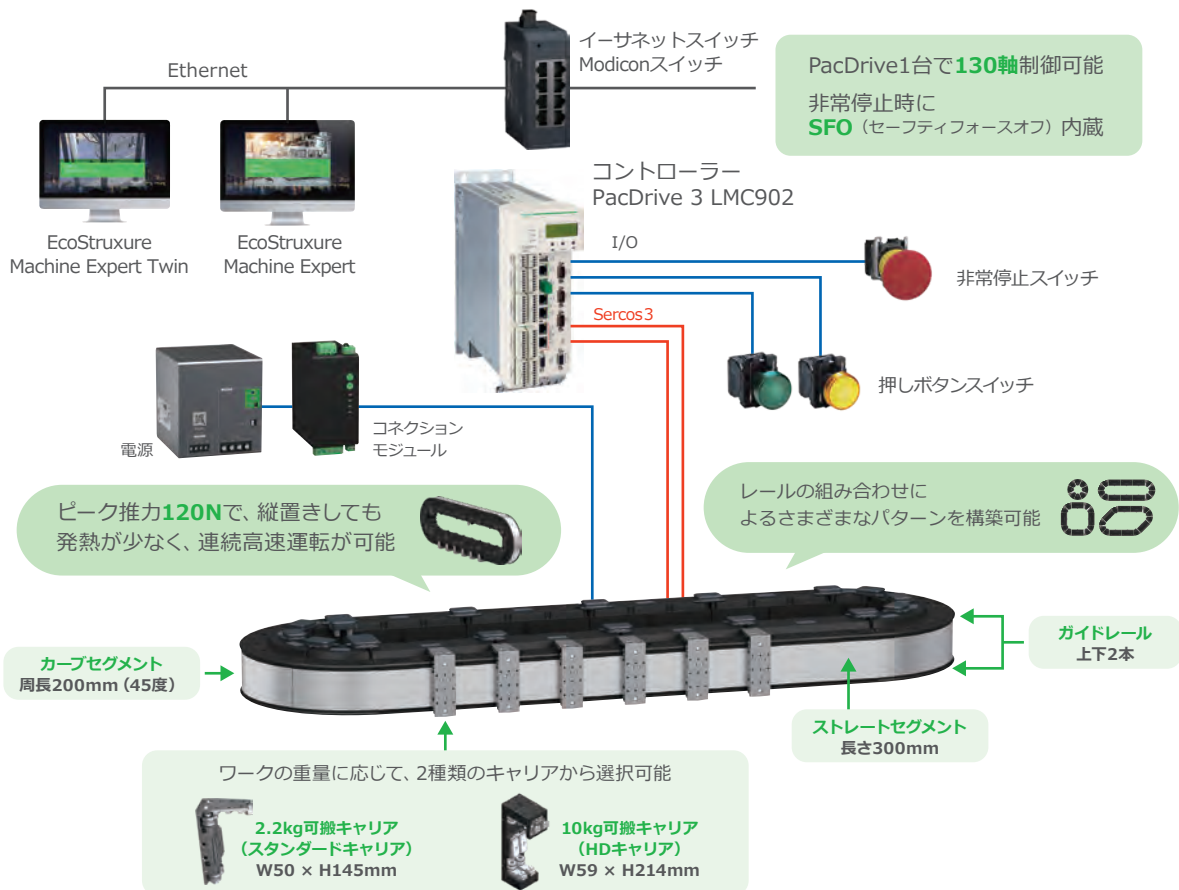 イーサネットスイッチ
Modiconスイッチ
Ethernet
PacDrive1台で130軸制御可能
非常停止時に
SFO（セーフティフォースオフ）内蔵
コントローラー
PacDrive 3 LMC902
EcoStruxure
Machine Expert Twin
EcoStruxure
Machine Expert
I/O
非常停止スイッチ
Sercos3
押しボタンスイッチ
電源
コネクション
モジュール
ピーク推力120Nで、縦置きしても
発熱が少なく、連続高速運転が可能
レールの組み合わせに
よるさまざまなパターンを構築可能
カーブセグメント
周長200mm（45度）
ガイドレール
上下2本
ストレートセグメント
長さ300mm
ワークの重量に応じて、2種類のキャリアから選択可能
2.2kg可搬キャリア
（スタンダードキャリア）
W50 × H145mm
10kg可搬キャリア
（HDキャリア）
W59 × H214mm